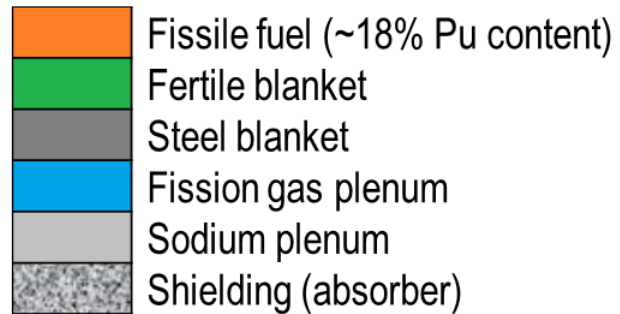 Fissile fuel (~18% Pu content)
Fertile blanket
Steel blanket
Fission gas plenum
Sodium plenum
Shielding (absorber)